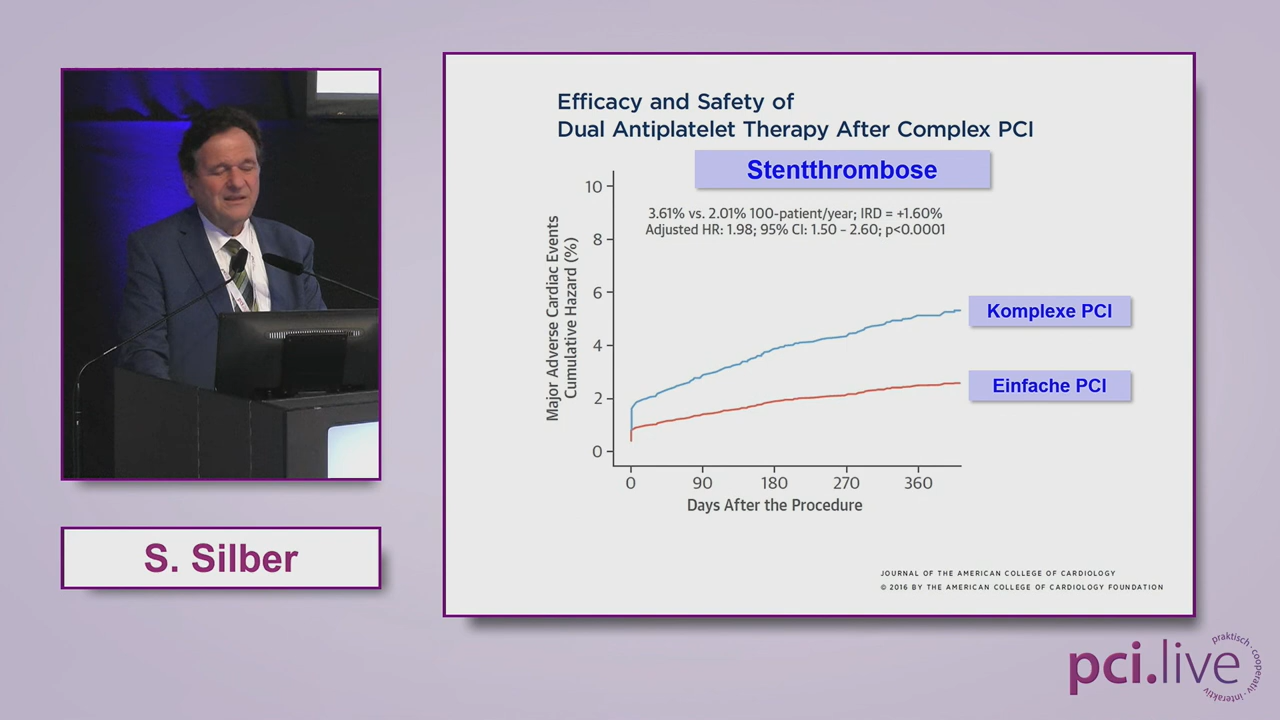 Efficacy and Safety of
Dual Antiplatelet Therapy After Complex PCI
Stentthrombose
3.61% vs. 2.01% 100-patient/year; IRD = +1.60%
Adjusted HR: 1.98; 95% CI: 1.50 – 2.60; p<0.0001
Major Adverse Cardiac Events
Cumulative Hazard (%)
10
8
6
4
2
0
Komplexe PCI
Einfache PCI
0 90 180 270 360
Days After the Procedure
JOURNAL OF THE AMERICAN COLLEGE OF CARDIOLOGY
© 2016 BY THE AMERICAN COLLEGE OF CARDIOLOGY FOUNDATION
S. Silber
pci.live
praktisch · cooperativ · interaktiv